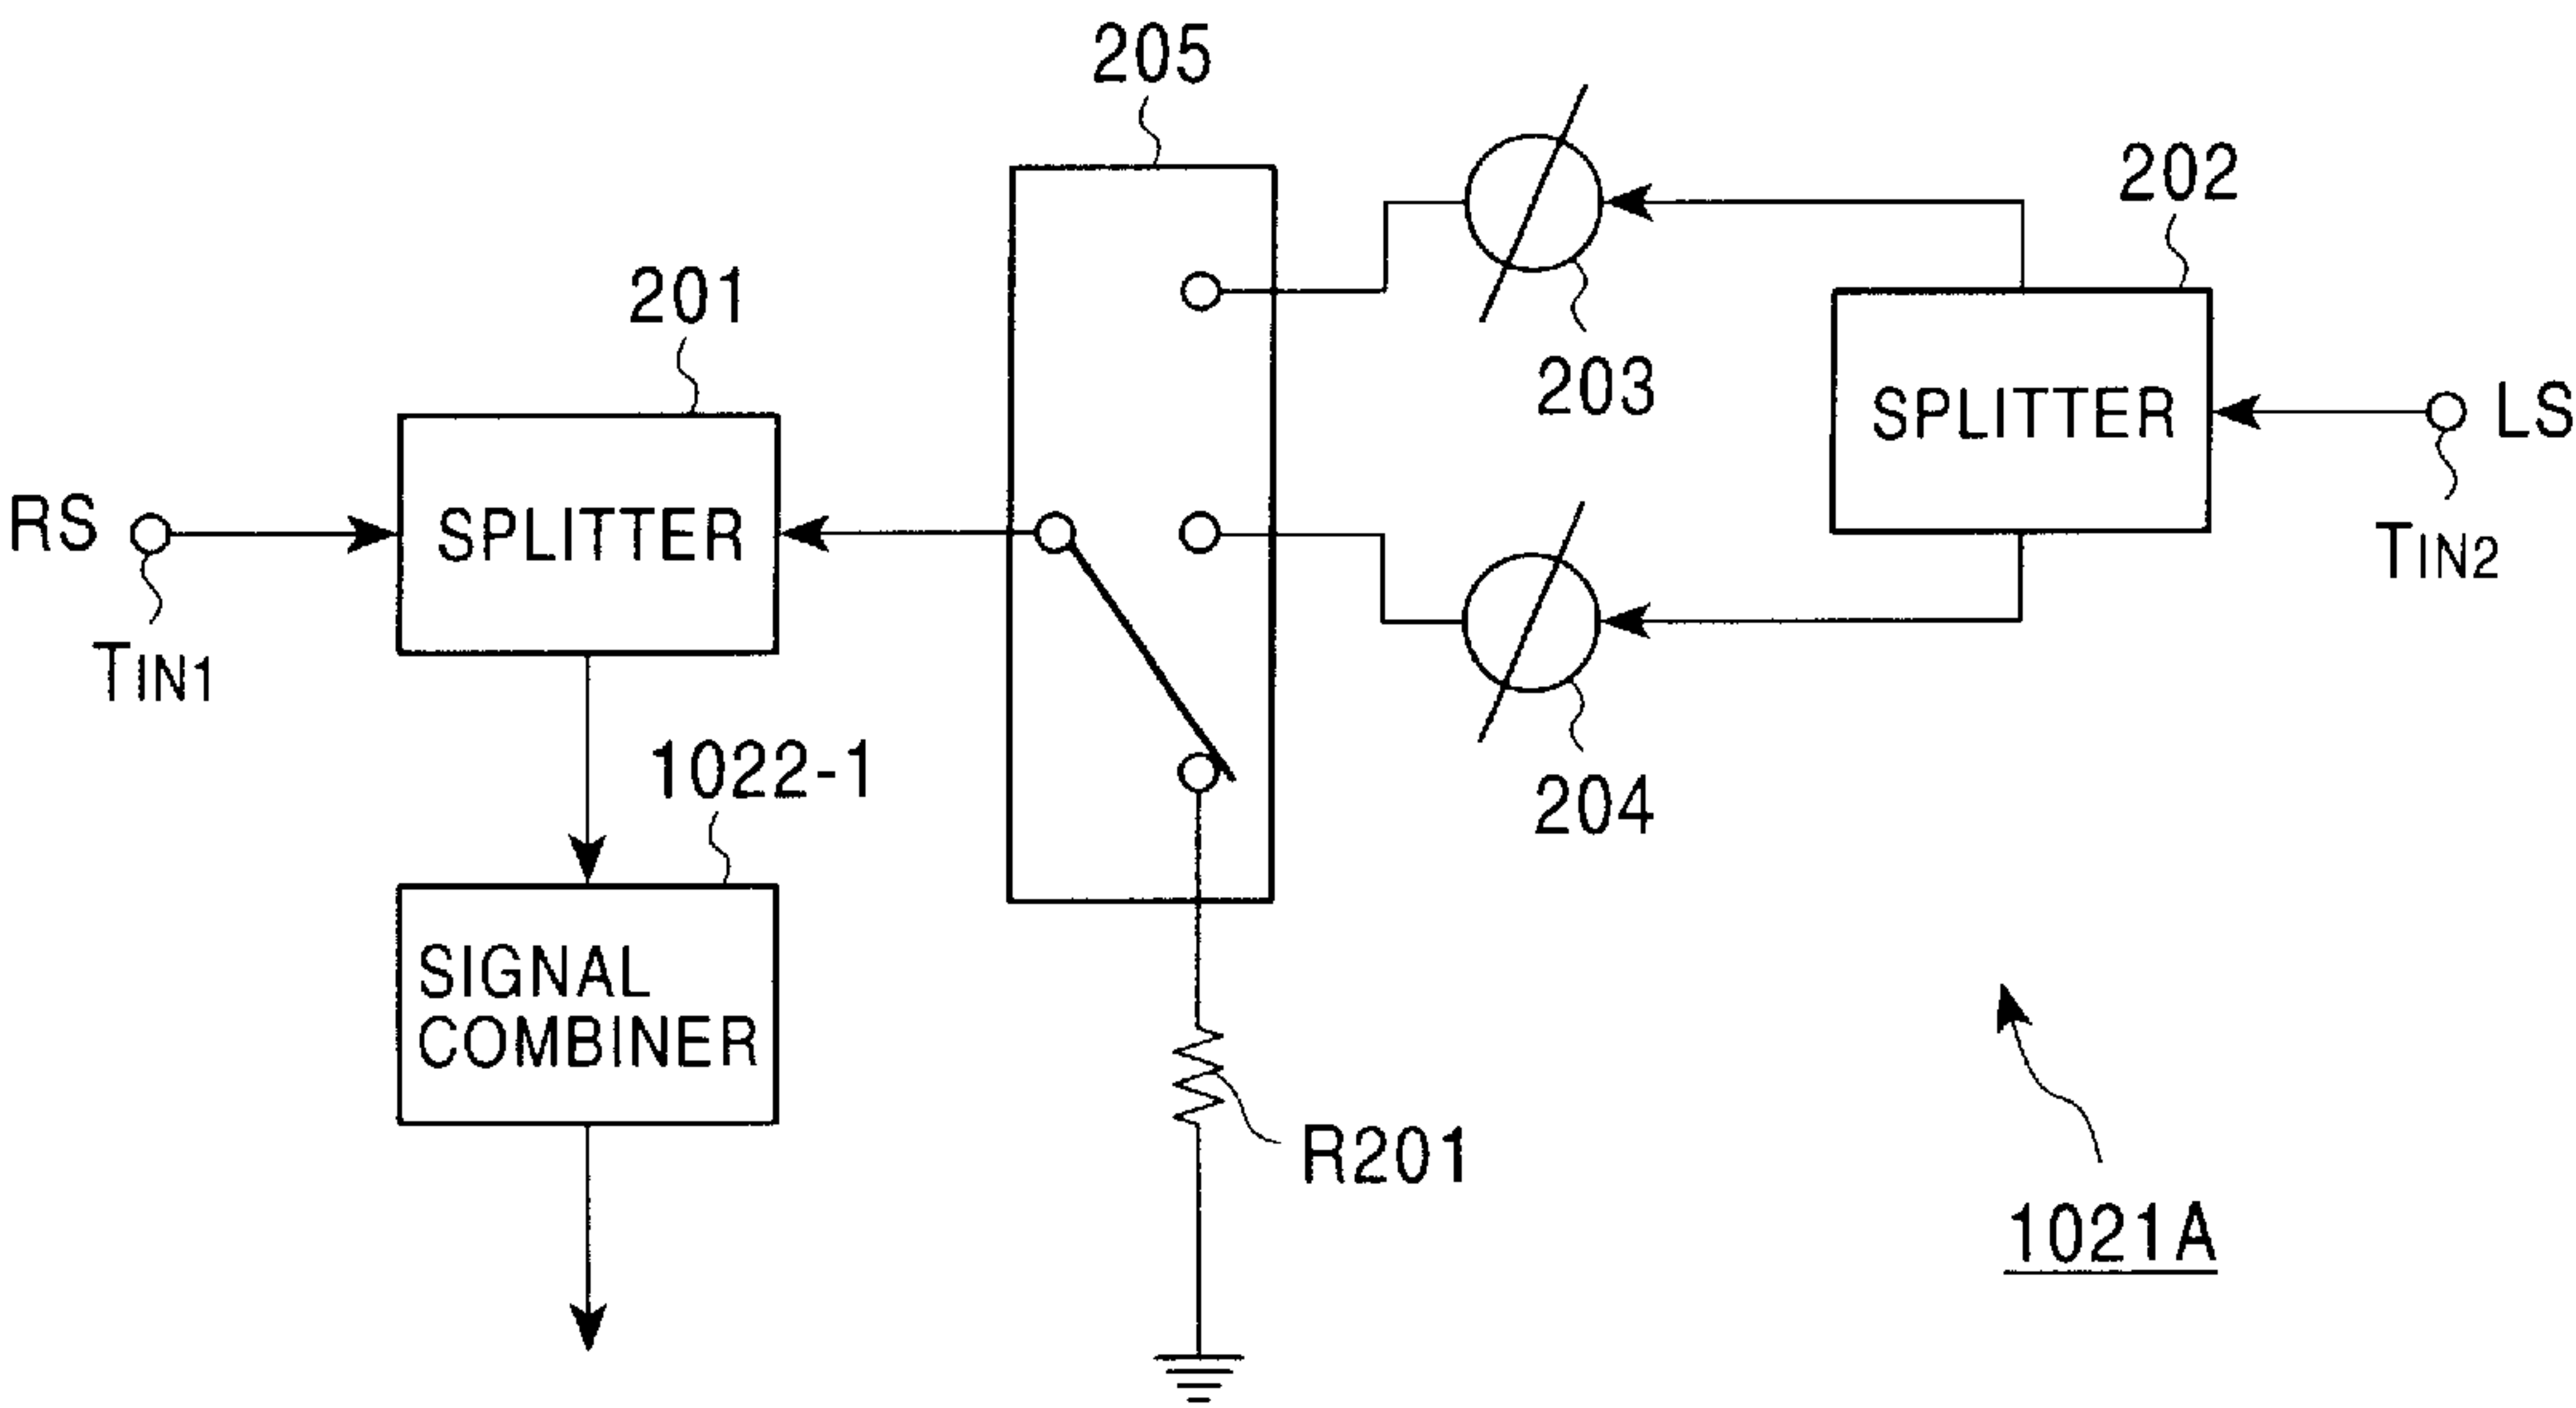 205
202
201
203
SPLITTER
LS
RS
SPLITTER
TIN2
TIN1
1022-1
204
SIGNAL
COMBINER
R201
1021A